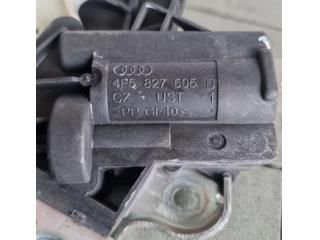 4F5 827 505 D
CZ - UST 1
>PP GF40<